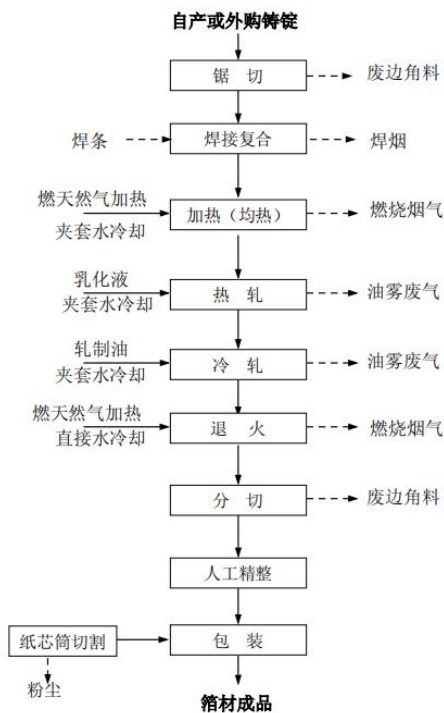 自产或外购铸锭
锯 切
废边角料
焊条
焊接复合
焊烟
燃天然气加热
夹套水冷却
加热（均热）
燃烧烟气
乳化液
夹套水冷却
热 轧
油雾废气
轧制油
夹套水冷却
冷 轧
油雾废气
燃天然气加热
直接水冷却
退 火
燃烧烟气
分 切
废边角料
人工精整
纸芯筒切割
包 装
粉尘
箔材成品